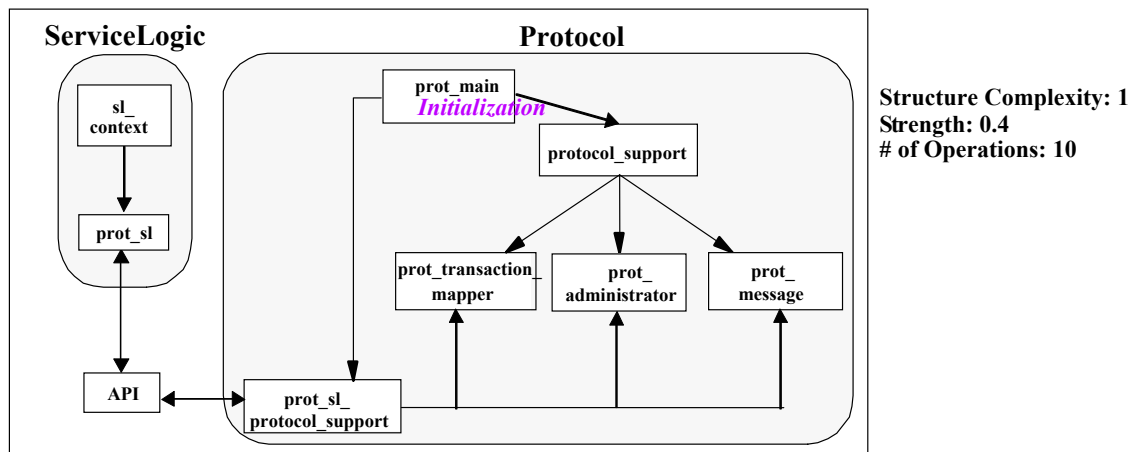 ServiceLogic
Protocol
prot_main
Initialization
sl_
context
protocol_support
prot_sl
prot_transaction_
mapper
prot_
administrator
prot_
message
API
prot_sl_
protocol_support
Structure Complexity: 1
Strength: 0.4
# of Operations: 10